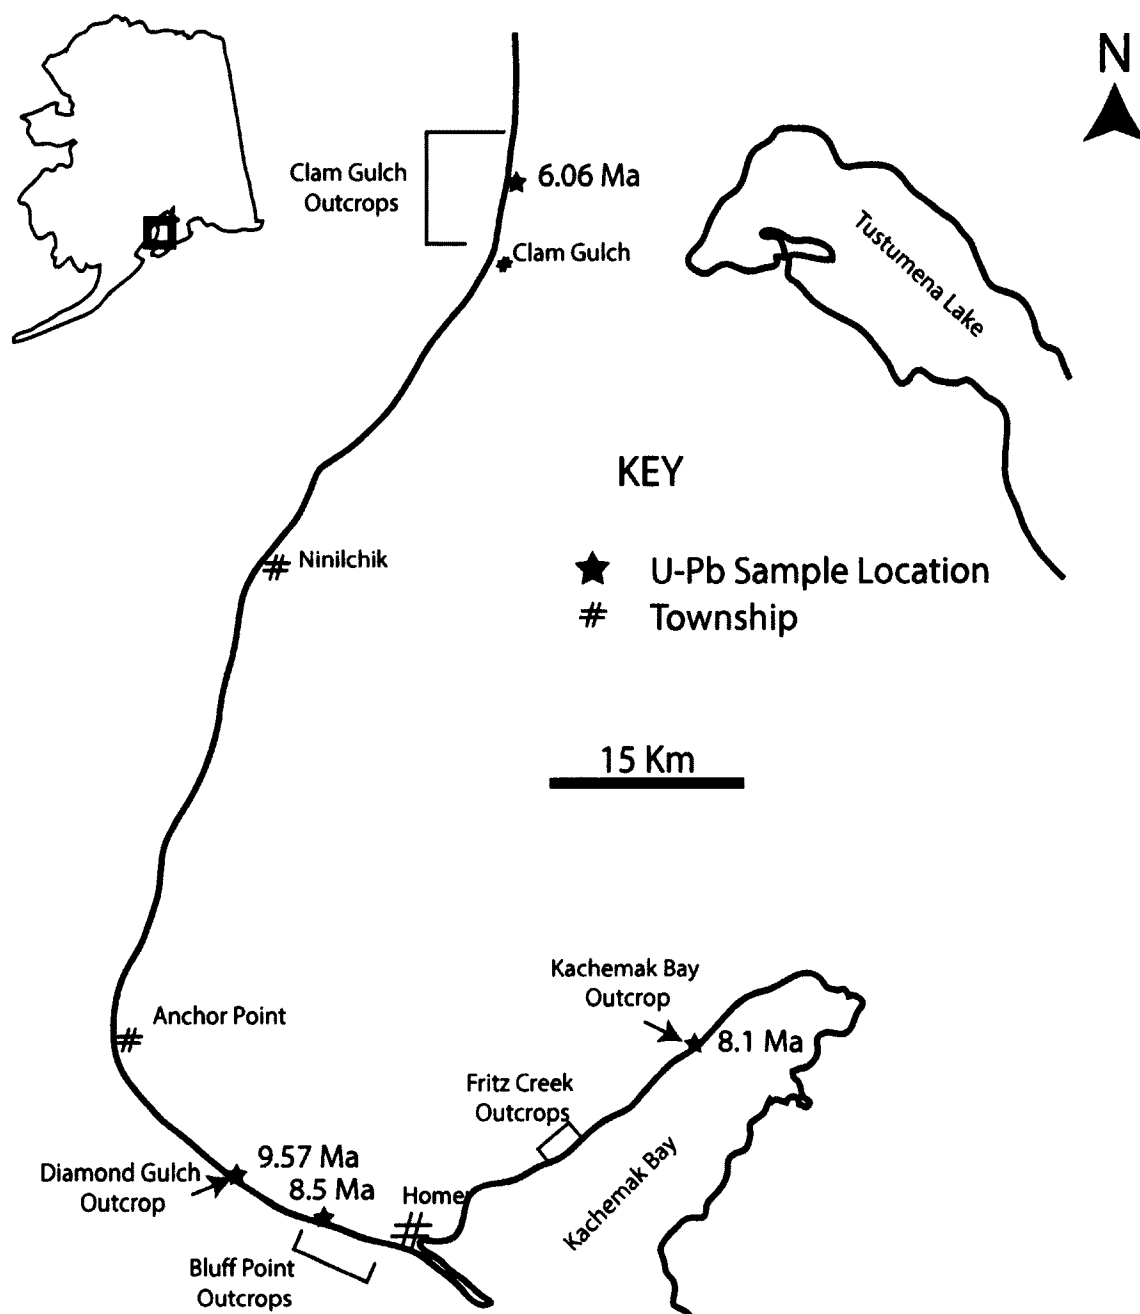 N
Clam Gulch
Outcrops
6.06 Ma
Clam Gulch
Tustumena Lake
KEY
Ninilchik
U-Pb Sample Location
# Township
15 Km
Kachemak Bay
Outcrop
Anchor Point
8.1 Ma
Fritz Creek
Outcrops
Kachemak Bay
9.57 Ma
Diamond Gulch
Outcrop
8.5 Ma
Homer
Bluff Point
Outcrops